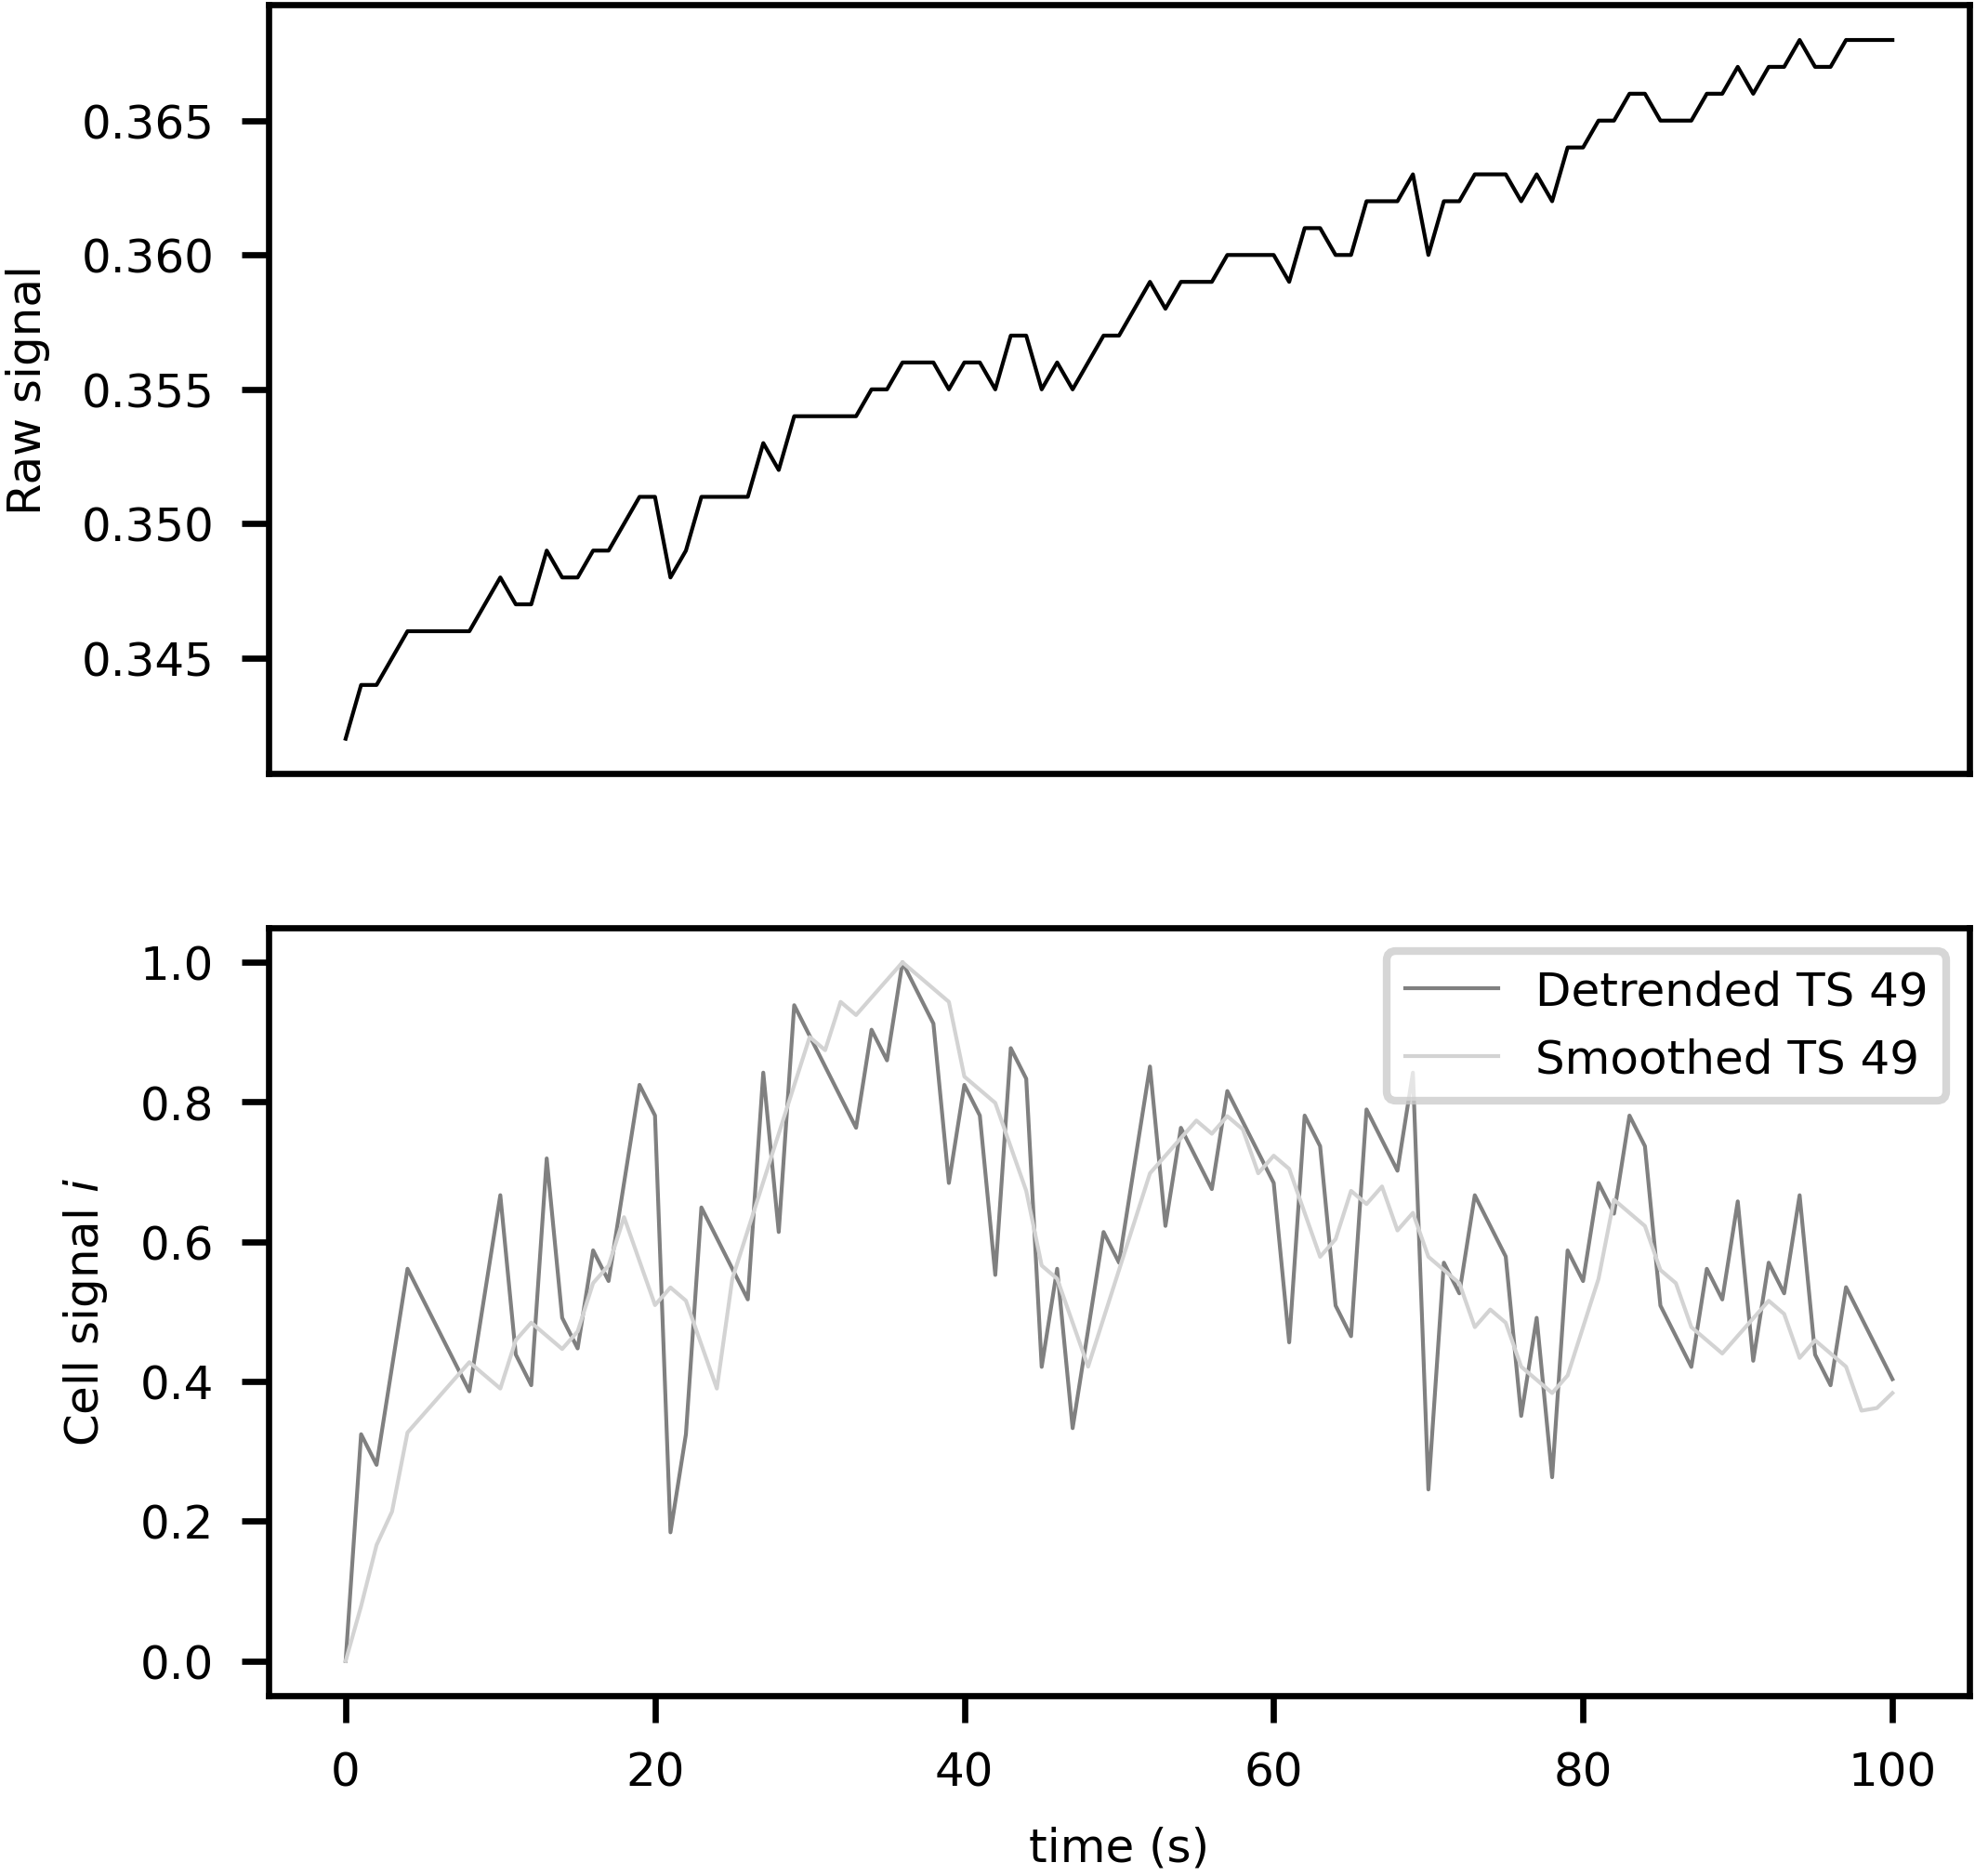 Raw signal
0.365
0.360
0.355
0.350
0.345
Cell signal i
1.0
0.8
0.6
0.4
0.2
0.0
Detrended TS 49
Smoothed TS 49
0 20 40 60 80 100
time (s)